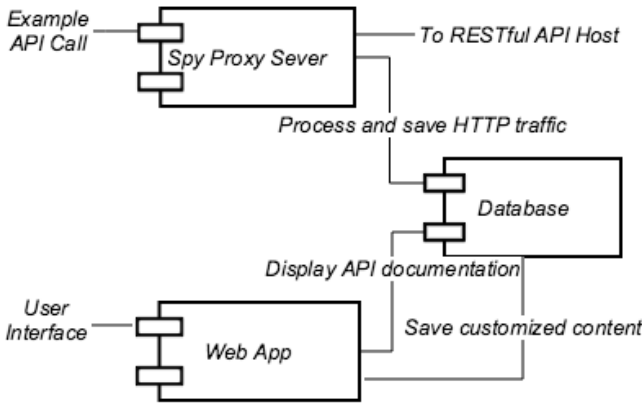 Example
API Call
Spy Proxy Sever
To RESTful API Host
Process and save HTTP traffic
Database
Display API documentation
User
Interface
Web App
Save customized content